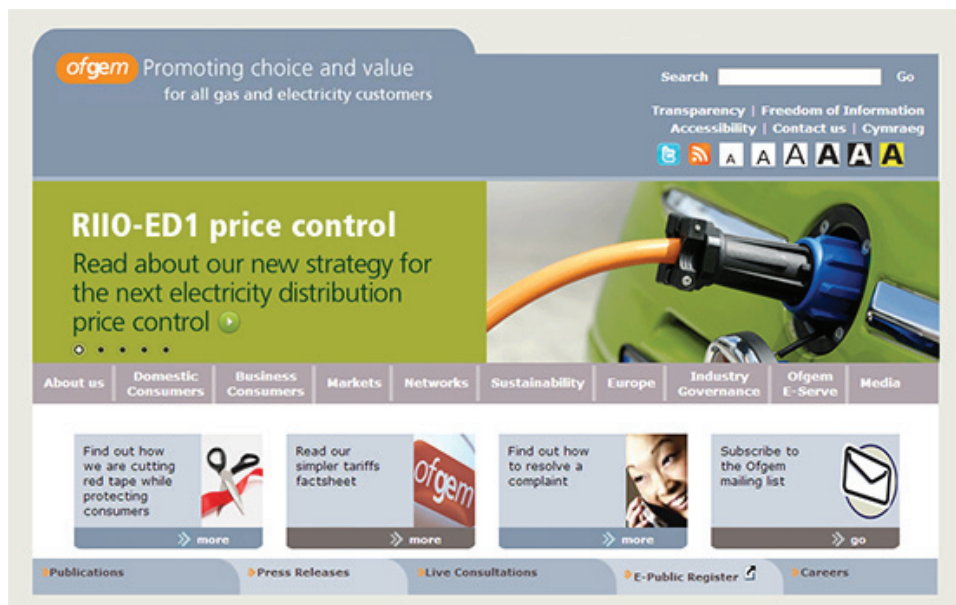 ofgem Promoting choice and value
for all gas and electricity customers
Search Go
Transparency | Freedom of Information
Accessibility | Contact us | Cymraeg
A A A A A A
RIIO-ED1 price control
Read about our new strategy for
the next electricity distribution
price control
About us
Domestic
Consumers
Business
Consumers
Markets
Networks
Sustainability
Europe
Industry
Governance
Ofgem
E-Serve
Media
Find out how
we are cutting
red tape while
protecting
consumers
more
Read our
simpler tariffs
factsheet
ofgem
more
Find out how
to resolve a
complaint
more
Subscribe to
the Ofgem
mailing list
go
Publications
Press Releases
Live Consultations
E-Public Register
Careers